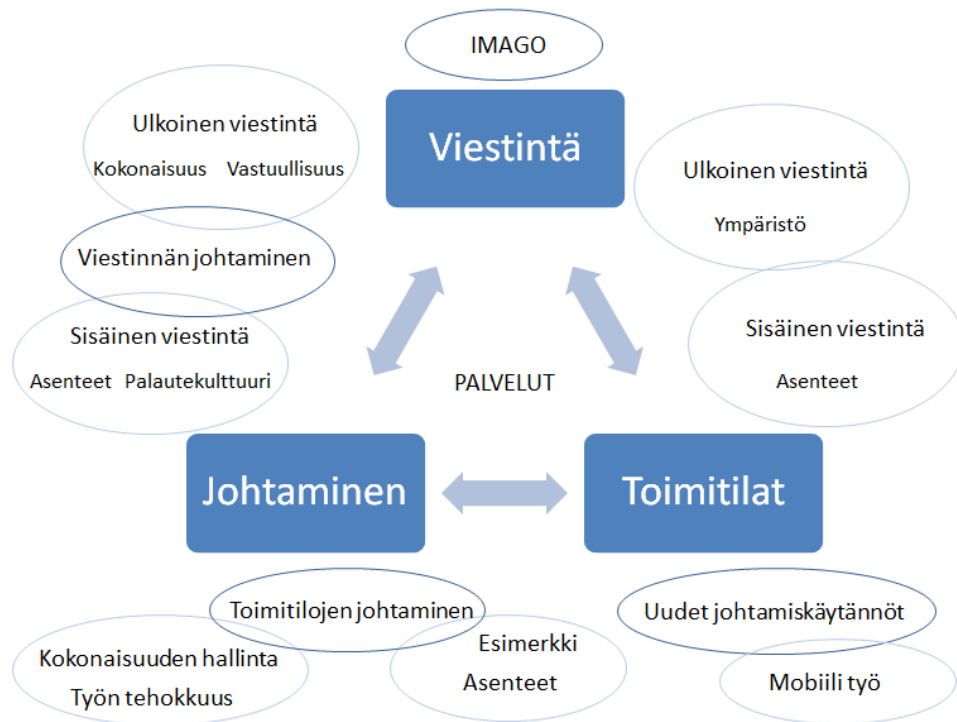 IMAGO
Viestintä
Ulkoinen viestintä
Kokonaisuus Vastuullisuus
Viestinnän johtaminen
Sisäinen viestintä
Asenteet Palautekulttuuri
Ulkoinen viestintä
Ympäristö
Sisäinen viestintä
Asenteet
PALVELUT
Johtaminen
Toimitilat
Toimitilojen johtaminen
Kokonaisuuden hallinta
Työn tehokkuus
Esimerkki
Asenteet
Uudet johtamiskäytännöt
Mobiili työ